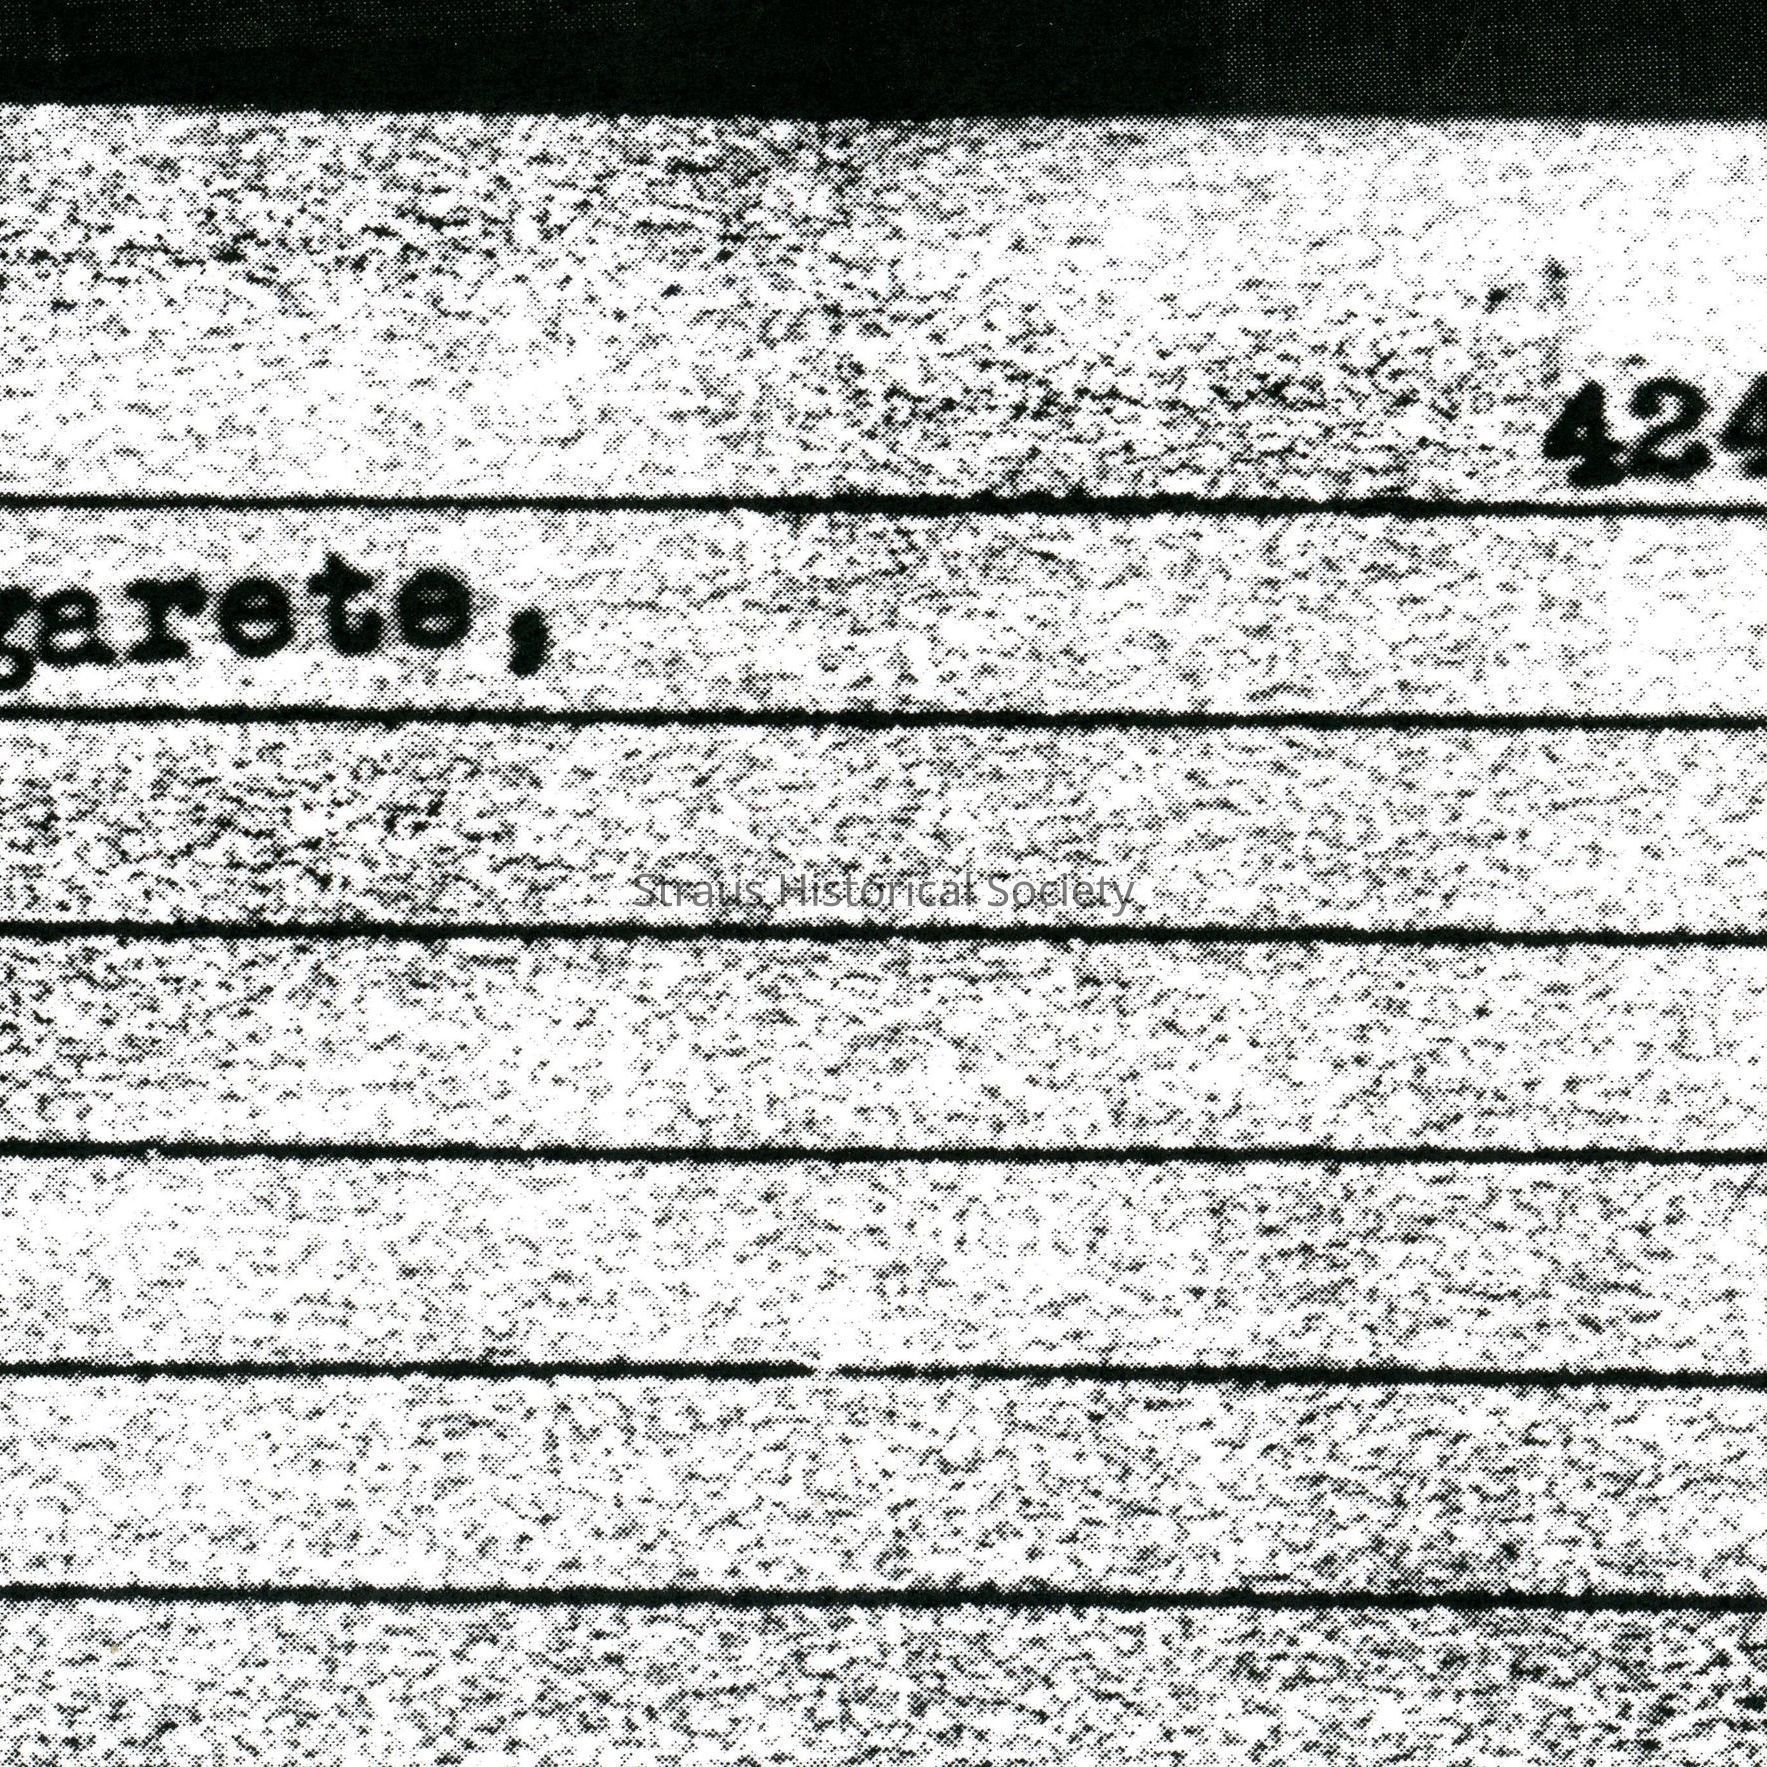 424
garete,
Straus Historical Society